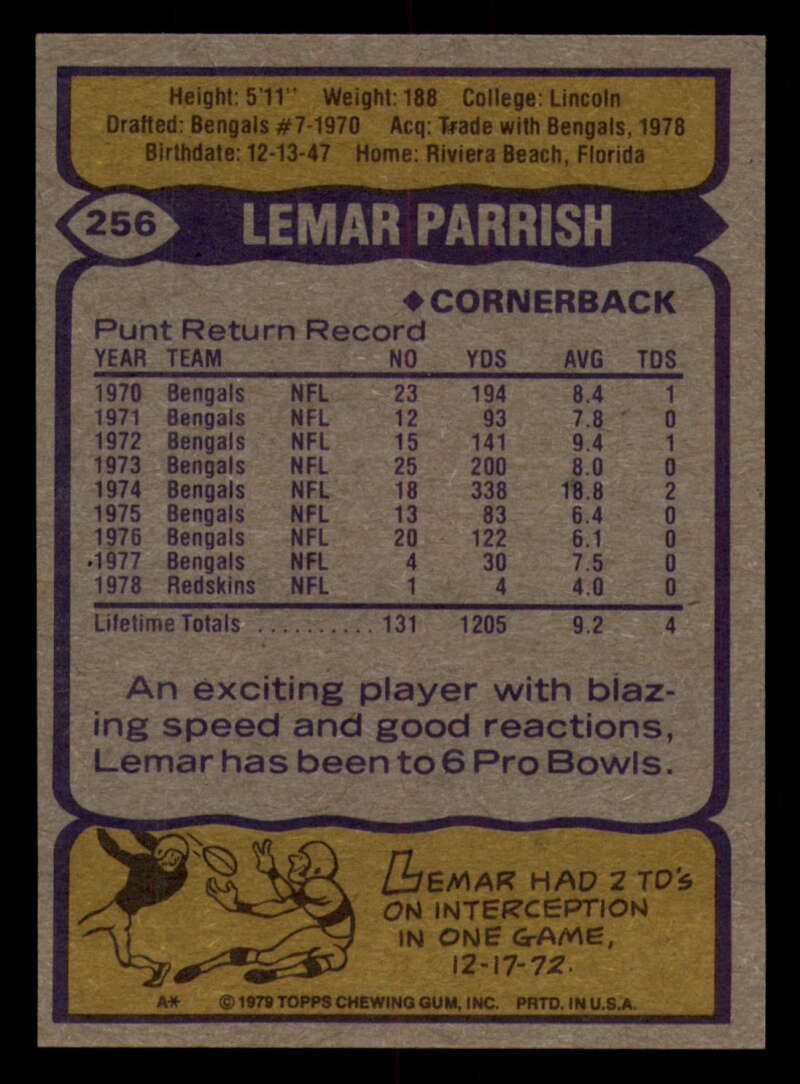 Height: 5'11" Weight: 188 College: Lincoln
Drafted: Bengals #7-1970 Acq: Trade with Bengals, 1978
Birthdate: 12-13-47 Home: Riviera Beach, Florida
256 LEMAR PARRISH
◆CORNERBACK
Punt Return Record
YEAR TEAM NO YDS AVG TDS
1970 Bengals NFL 23 194 8.4 1
1971 Bengals NFL 12 93 7.8 0
1972 Bengals NFL 15 141 9.4 1
1973 Bengals NFL 25 200 8.0 0
1974 Bengals NFL 18 338 18.8 2
1975 Bengals NFL 13 83 6.4 0
1976 Bengals NFL 20 122 6.1 0
1977 Bengals NFL 4 30 7.5 0
1978 Redskins NFL 1 4 4.0 0
Lifetime Totals .......... 131 1205 9.2 4
An exciting player with blaz-
ing speed and good reactions,
Lemar has been to 6 Pro Bowls.
LEMAR HAD 2 TD'S
ON INTERCEPTION
IN ONE GAME,
12-17-72.
A* ©1979 TOPPS CHEWING GUM, INC. PRTD. IN U.S.A.